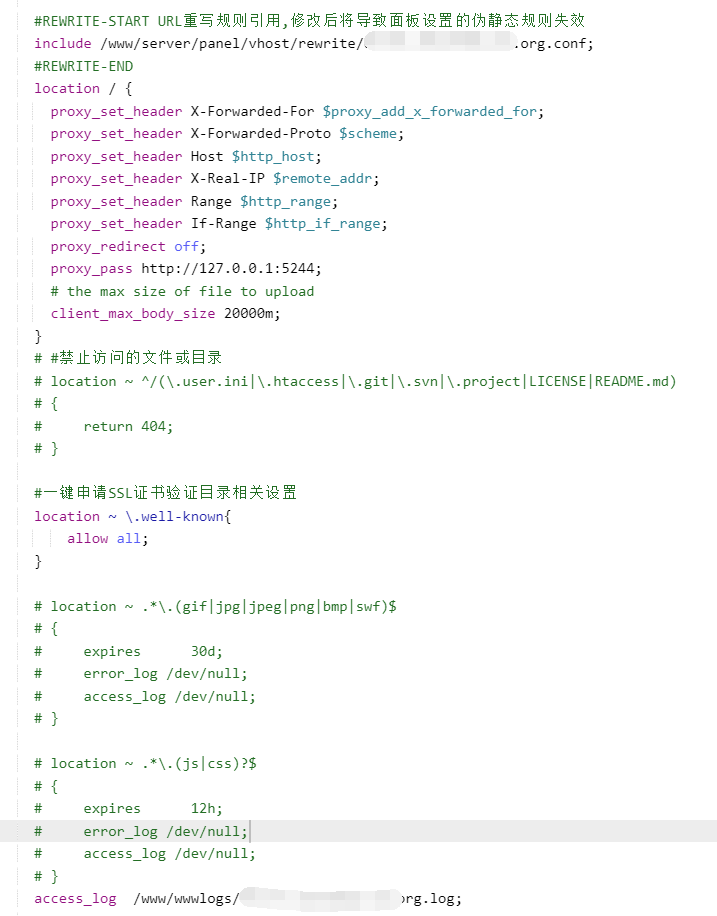 #REWRITE-START URL重写规则引用,修改后将导致面板设置的伪静态规则失效
include /www/server/panel/vhost/rewrite/ .org.conf;
#REWRITE-END
location / {
proxy_set_header X-Forwarded-For $proxy_add_x_forwarded_for;
proxy_set_header X-Forwarded-Proto $scheme;
proxy_set_header Host $http_host;
proxy_set_header X-Real-IP $remote_addr;
proxy_set_header Range $http_range;
proxy_set_header If-Range $http_if_range;
proxy_redirect off;
proxy_pass http://127.0.0.1:5244;
# the max size of file to upload
client_max_body_size 20000m;
}
# #禁止访问的文件或目录
# location ~ ^/(\.user.ini|\.htaccess|\.git|\.svn|\.project|LICENSE|README.md)
# {
#     return 404;
# }
#一键申请SSL证书验证目录相关设置
location ~ \.well-known{
allow all;
}
# location ~ .*\.(gif|jpg|jpeg|png|bmp|swf)$
# {
#     expires      30d;
#     error_log /dev/null;
#     access_log /dev/null;
# }
# location ~ .*\.(js|css)?$
# {
#     expires      12h;
#     error_log /dev/null;
#     access_log /dev/null;
# }
access_log  /www/wwwlogs/ org.log;